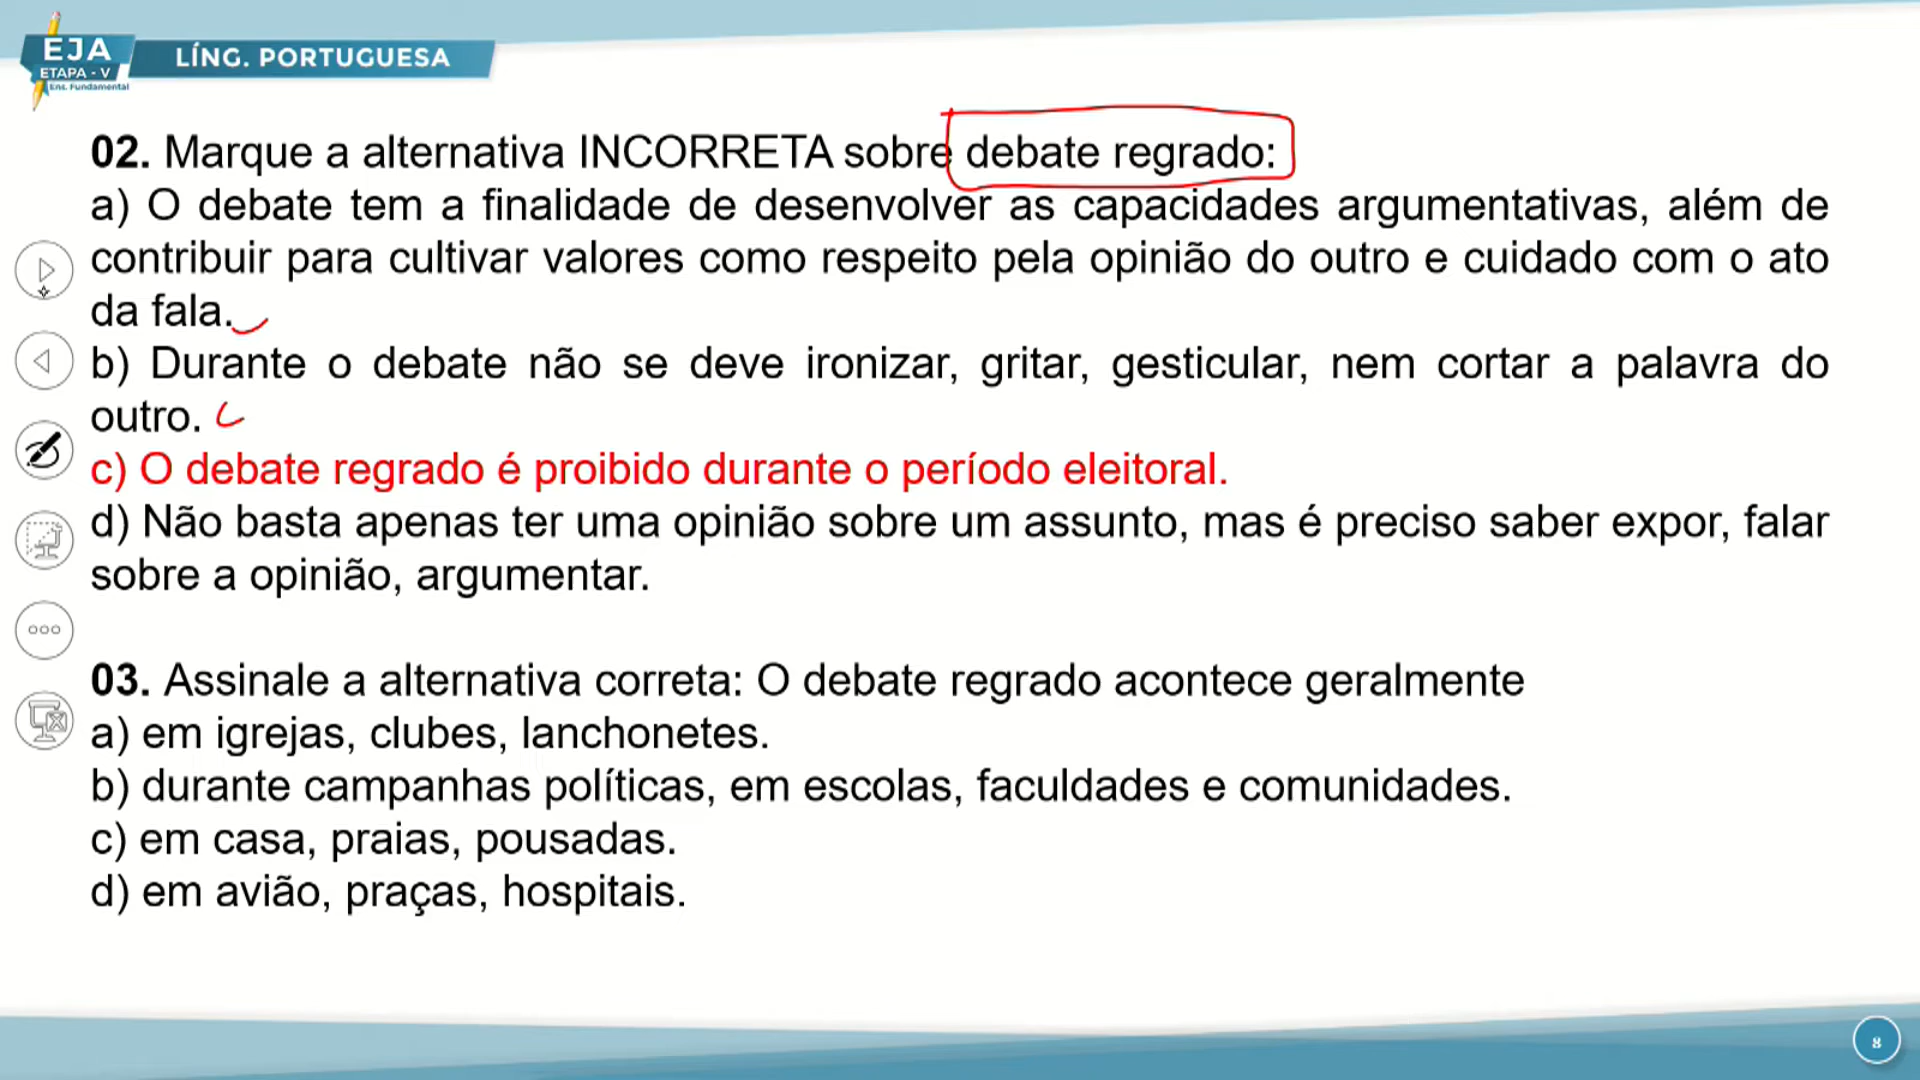 EJA
ETAPA - V
Ens. Fundamental
LÍNG. PORTUGUESA
02. Marque a alternativa INCORRETA sobre debate regrado:
a) O debate tem a finalidade de desenvolver as capacidades argumentativas, além de
contribuir para cultivar valores como respeito pela opinião do outro e cuidado com o ato
da fala.
b) Durante o debate não se deve ironizar, gritar, gesticular, nem cortar a palavra do
outro.
c) O debate regrado é proibido durante o período eleitoral.
d) Não basta apenas ter uma opinião sobre um assunto, mas é preciso saber expor, falar
sobre a opinião, argumentar.
03. Assinale a alternativa correta: O debate regrado acontece geralmente
a) em igrejas, clubes, lanchonetes.
b) durante campanhas políticas, em escolas, faculdades e comunidades.
c) em casa, praias, pousadas.
d) em avião, praças, hospitais.
8